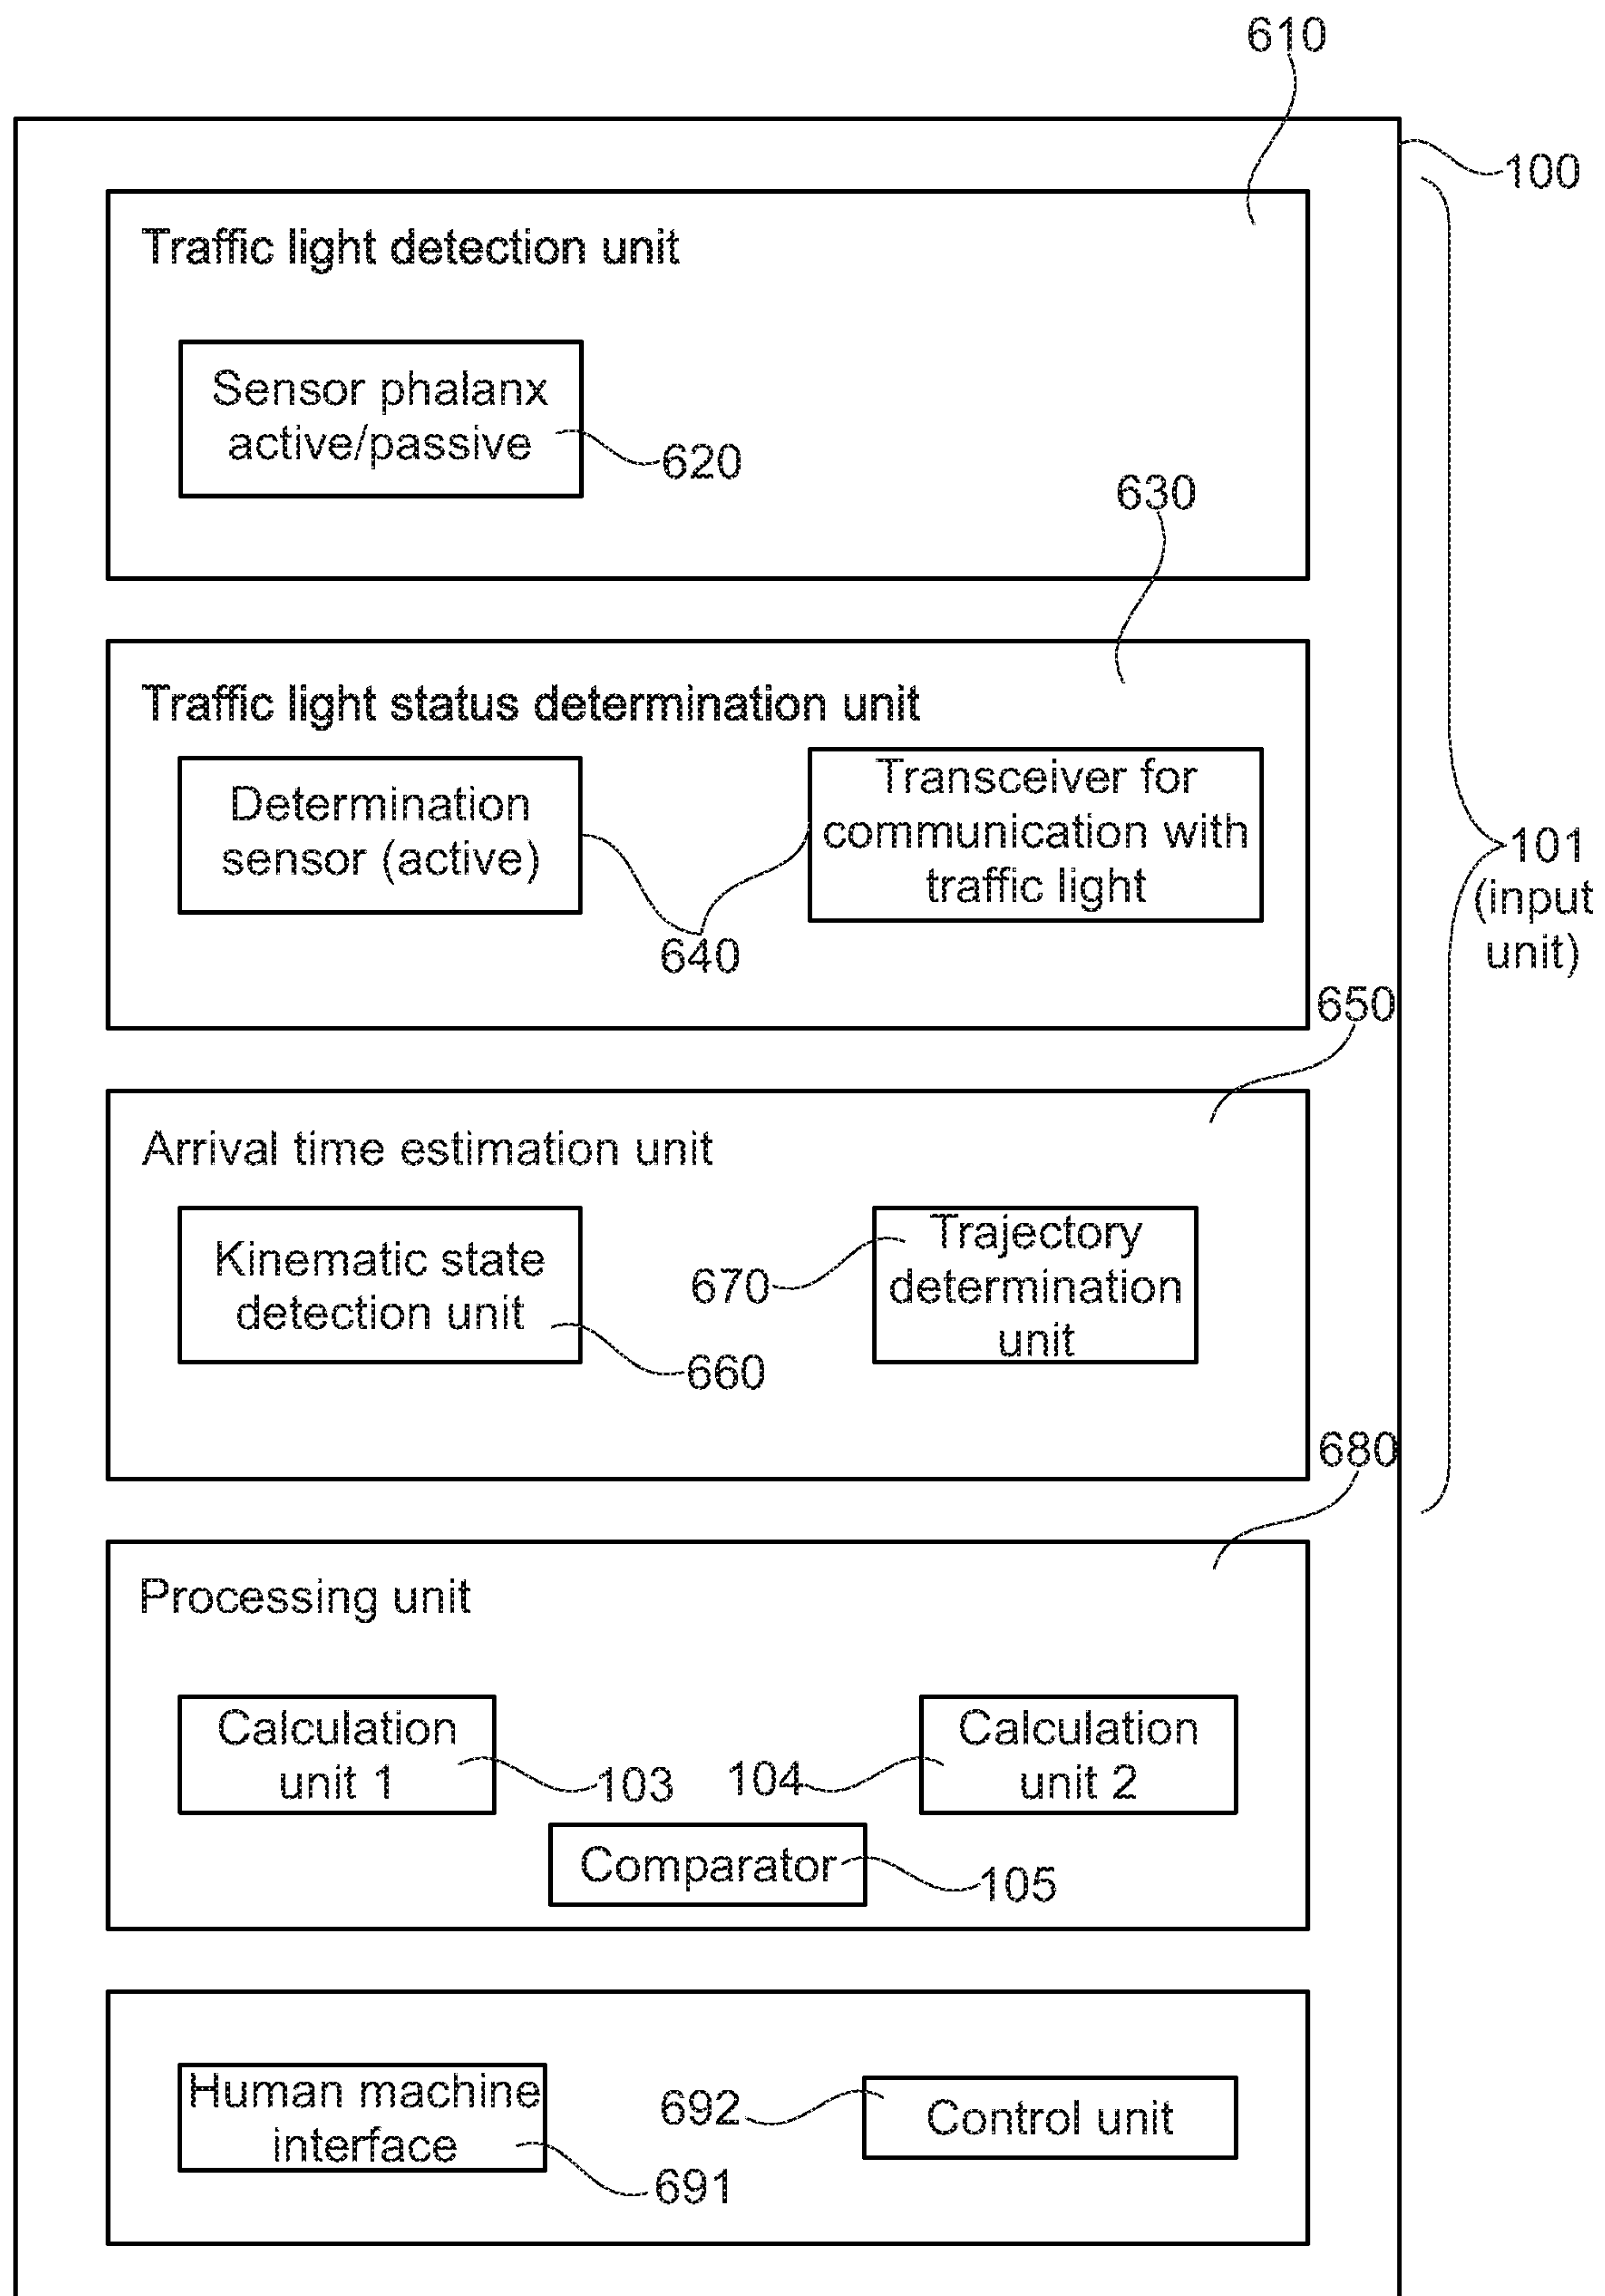 610
100
Traffic light detection unit
Sensor phalanx
active/passive
620
630
Traffic light status determination unit
Determination
sensor (active)
Transceiver for
communication with
traffic light
640
101
(input
unit)
650
Arrival time estimation unit
Kinematic state
detection unit
660
670
Trajectory
determination
unit
680
Processing unit
Calculation
unit 1
103
104
Calculation
unit 2
Comparator
105
Human machine
interface
691
692
Control unit